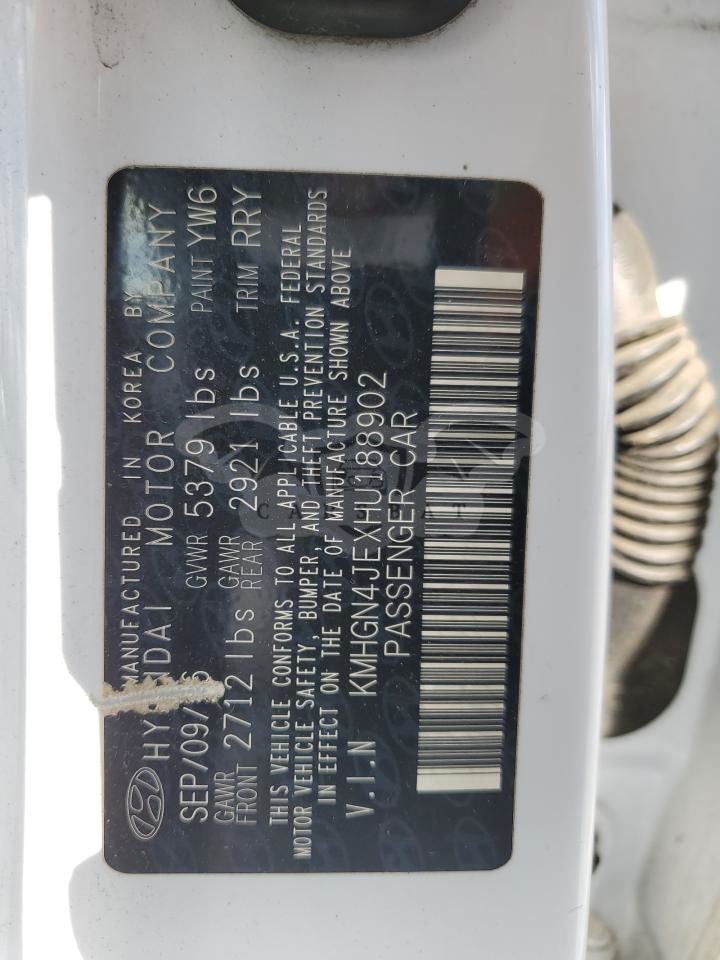 MANUFACTURED IN KOREA BY
HYUNDAI MOTOR COMPANY
SEP/09/ GVWR 5379 lbs PAINT YW6
GAWR FRONT 2712 lbs GAWR REAR 2921 lbs TRIM RRY
THIS VEHICLE CONFORMS TO ALL APPLICABLE U.S.A. FEDERAL
MOTOR VEHICLE SAFETY, BUMPER, AND THEFT PREVENTION STANDARDS
IN EFFECT ON THE DATE OF MANUFACTURE SHOWN ABOVE
V.I.N KMHGN4JEXHU188902
PASSENGER CAR
CARSBAT